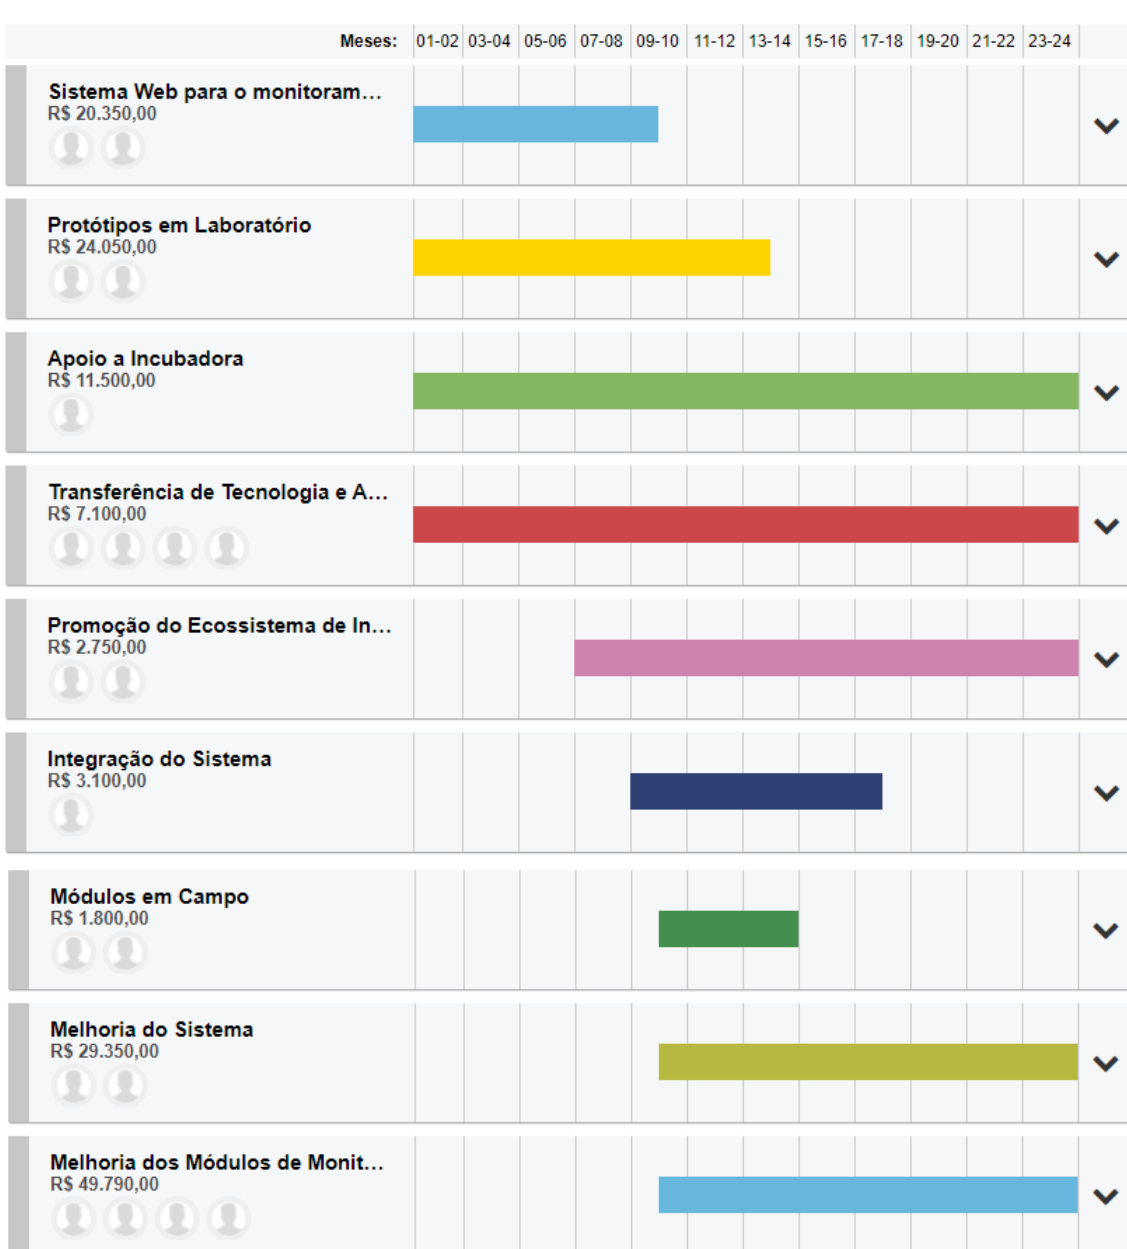 Meses: 01-02 03-04 05-06 07-08 09-10 11-12 13-14 15-16 17-18 19-20 21-22 23-24
Sistema Web para o monitoram...
R$ 20.350,00
Protótipos em Laboratório
R$ 24.050,00
Apoio a Incubadora
R$ 11.500,00
Transferência de Tecnologia e A...
R$ 7.100,00
Promoção do Ecossistema de In...
R$ 2.750,00
Integração do Sistema
R$ 3.100,00
Módulos em Campo
R$ 1.800,00
Melhoria do Sistema
R$ 29.350,00
Melhoria dos Módulos de Monit...
R$ 49.790,00